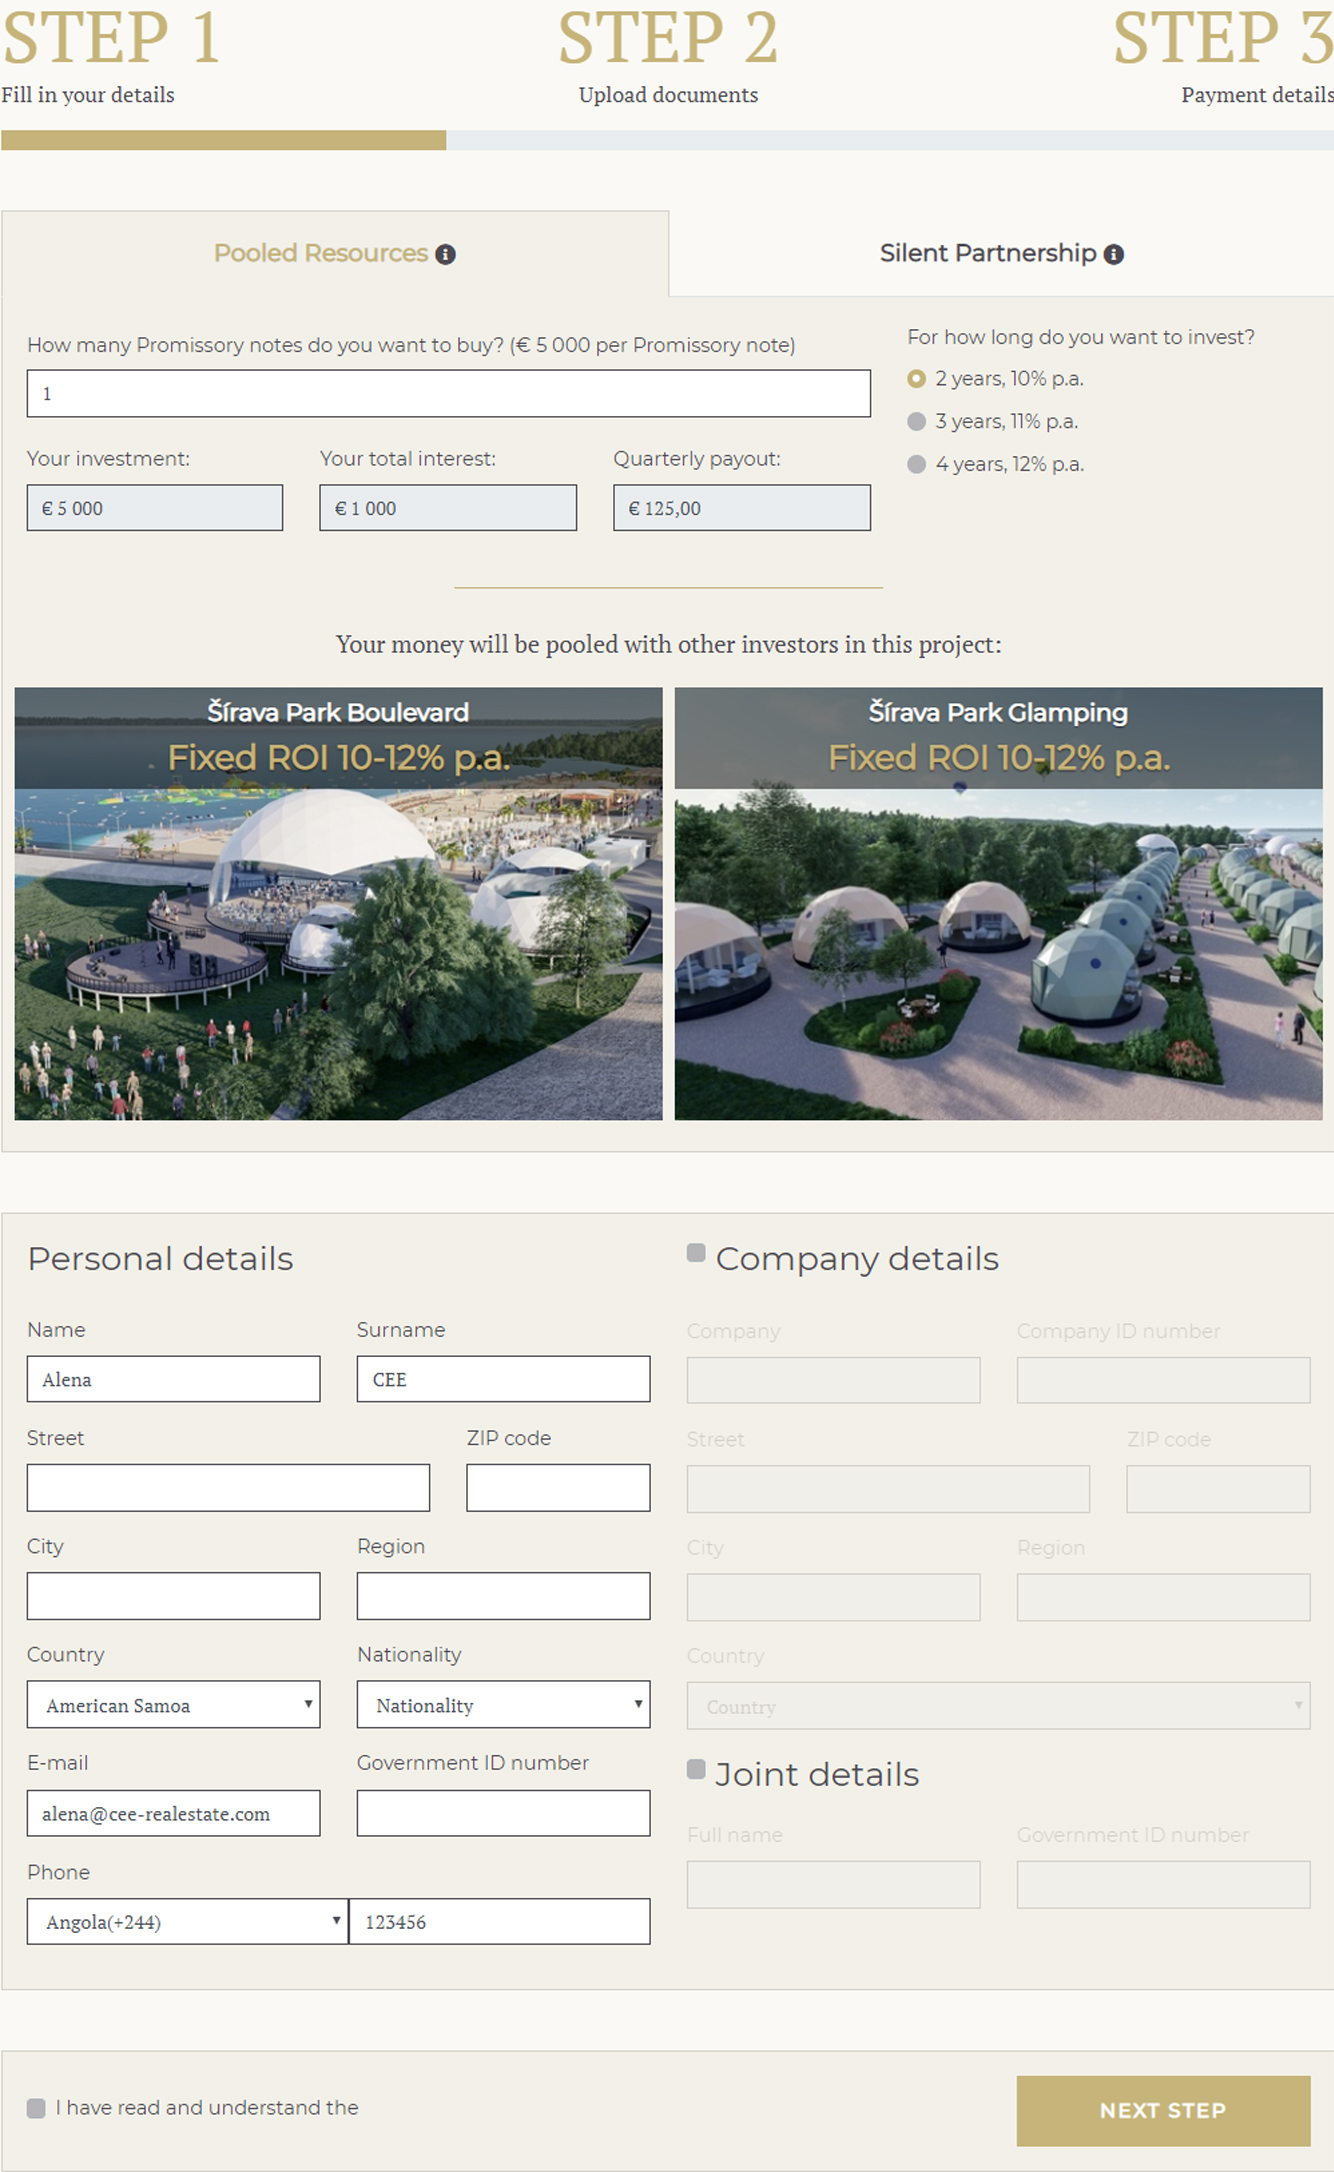 STEP 1
STEP 2
STEP 3
Fill in your details
Upload documents
Payment details
Pooled Resources
Silent Partnership
How many Promissory notes do you want to buy? (€ 5 000 per Promissory note)
1
Your investment:
Your total interest:
Quarterly payout:
€ 5 000
€ 1 000
€ 125,00
For how long do you want to invest?
2 years, 10% p.a.
3 years, 11% p.a.
4 years, 12% p.a.
Your money will be pooled with other investors in this project:
Šírava Park Boulevard
Fixed ROI 10-12% p.a.
Šírava Park Glamping
Fixed ROI 10-12% p.a.
Personal details
Name
Surname
Alena
CEE
Street
ZIP code
City
Region
Country
Nationality
American Samoa
Nationality
E-mail
Government ID number
alena@cee-realestate.com
Phone
Angola(+244)
123456
Company details
Company
Company ID number
Street
ZIP code
City
Region
Country
Country
Joint details
Full name
Government ID number
I have read and understand the
NEXT STEP